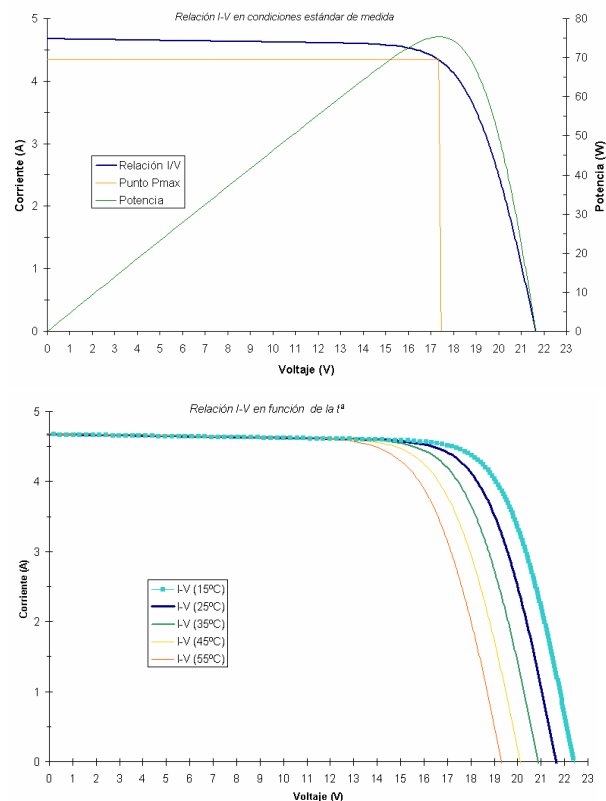 Relación I-V en condiciones estándar de medida
5
4
3
2
1
0
Corriente (A)
80
70
60
50
40
30
20
10
0
Potencia (W)
Relación I/V
Punto Pmax
Potencia
0 1 2 3 4 5 6 7 8 9 10 11 12 13 14 15 16 17 18 19 20 21 22 23
Voltaje (V)
Relación I-V en función de la tª
5
4
3
2
1
0
Corriente (A)
I-V (15ºC)
I-V (25ºC)
I-V (35ºC)
I-V (45ºC)
I-V (55ºC)
0 1 2 3 4 5 6 7 8 9 10 11 12 13 14 15 16 17 18 19 20 21 22 23
Voltaje (V)